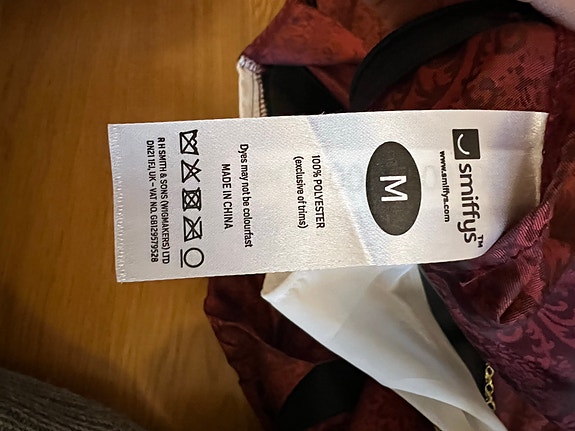 smiffys™
www.smiffys.com
M
100% POLYESTER
(exclusive of trims)
Dyes may not be colourfast
MADE IN CHINA
R H SMITH & SONS (WIGMAKERS) LTD
DN21 1FJ, UK – VAT NO. GB129579528